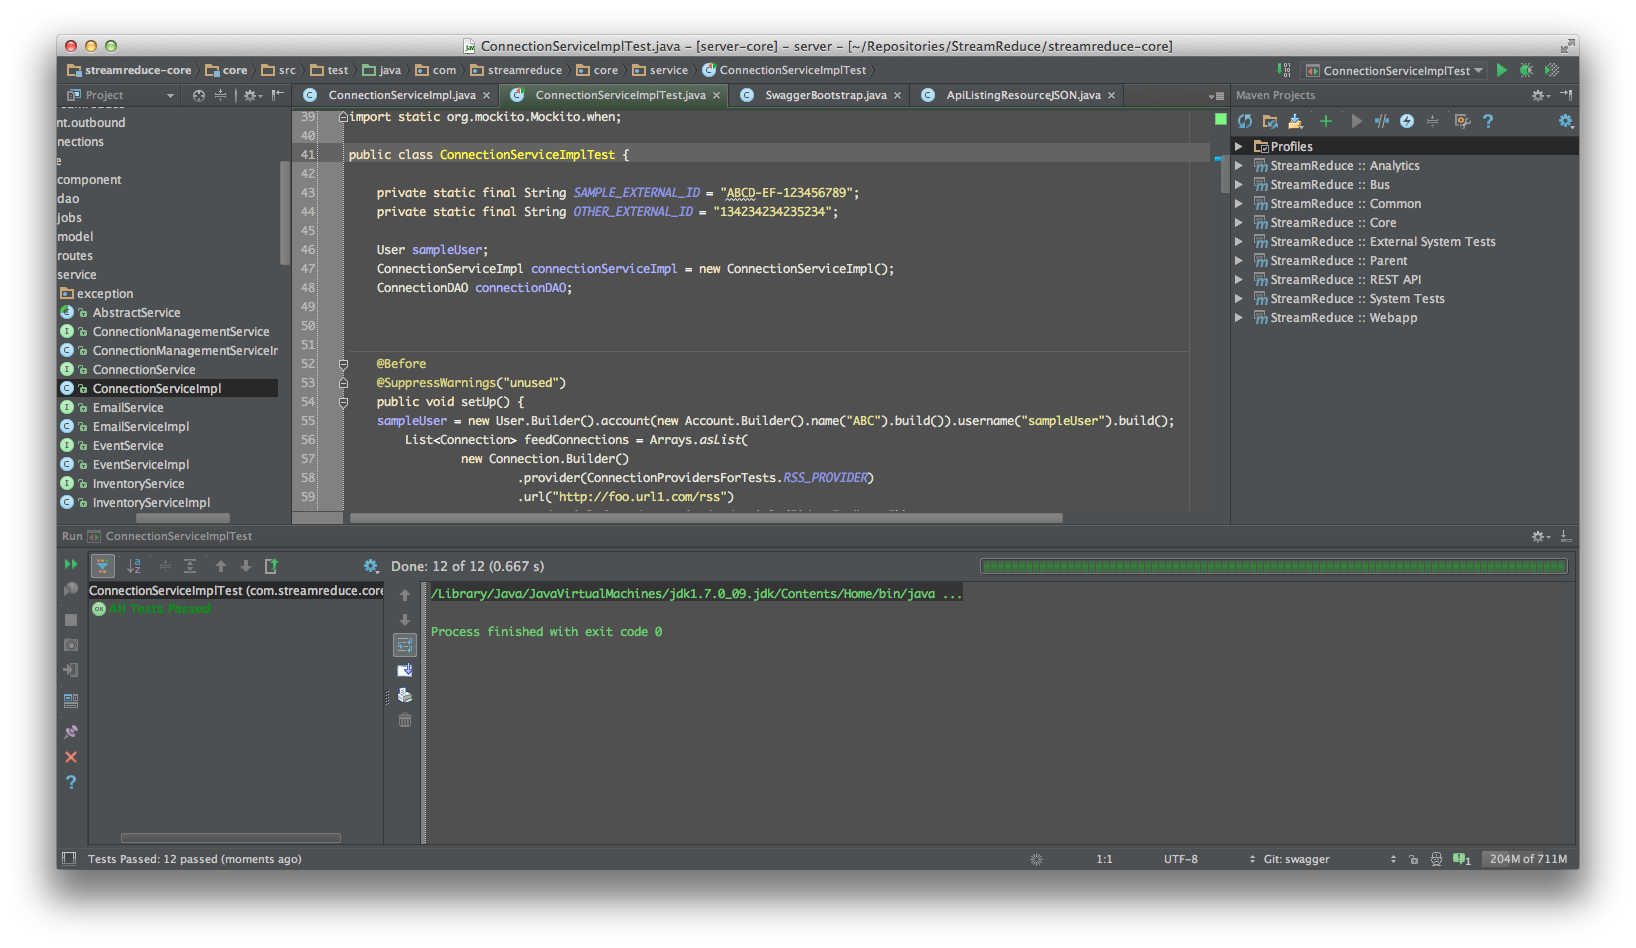 ConnectionServiceImplTest.java – [server-core] – server – [~/Repositories/StreamReduce/streamreduce-core]
streamreduce-core core src test java com streamreduce core service ConnectionServiceImplTest
ConnectionServiceImplTest
Project
ConnectionServiceImpl.java ConnectionServiceImplTest.java SwaggerBootstrap.java ApiListingResourceJSON.java
Maven Projects
nt.outbound
nections
e
component
dao
jobs
model
routes
service
exception
AbstractService
ConnectionManagementService
ConnectionManagementServiceIr
ConnectionService
ConnectionServiceImpl
EmailService
EmailServiceImpl
EventService
EventServiceImpl
InventoryService
InventoryServiceImpl
39 import static org.mockito.Mockito.when;
40
41 public class ConnectionServiceImplTest {
42
43 private static final String SAMPLE_EXTERNAL_ID = "ABCD-EF-123456789";
44 private static final String OTHER_EXTERNAL_ID = "134234234235234";
45
46 User sampleUser;
47 ConnectionServiceImpl connectionServiceImpl = new ConnectionServiceImpl();
48 ConnectionDAO connectionDAO;
49
50
51
52 @Before
53 @SuppressWarnings("unused")
54 public void setUp() {
55 sampleUser = new User.Builder().account(new Account.Builder().name("ABC").build()).username("sampleUser").build();
56 List<Connection> feedConnections = Arrays.asList(
57 new Connection.Builder()
58 .provider(ConnectionProvidersForTests.RSS_PROVIDER)
59 .url("http://foo.url1.com/rss")
Profiles
StreamReduce :: Analytics
StreamReduce :: Bus
StreamReduce :: Common
StreamReduce :: Core
StreamReduce :: External System Tests
StreamReduce :: Parent
StreamReduce :: REST API
StreamReduce :: System Tests
StreamReduce :: Webapp
Run ConnectionServiceImplTest
Done: 12 of 12 (0.667 s)
ConnectionServiceImplTest (com.streamreduce.core
OK All Tests Passed
/Library/Java/JavaVirtualMachines/jdk1.7.0_09.jdk/Contents/Home/bin/java ...
Process finished with exit code 0
Tests Passed: 12 passed (moments ago) 1:1 UTF-8 Git: swagger 1 204M of 711M